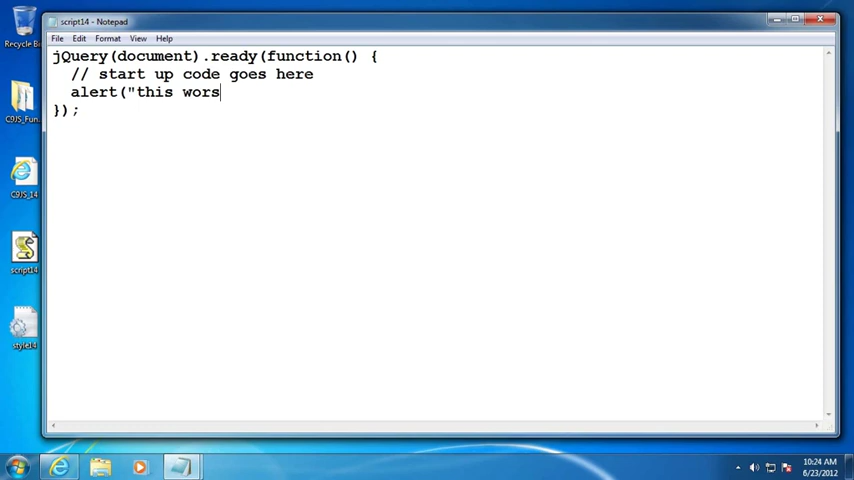 script14 - Notepad
File Edit Format View Help
jQuery(document).ready(function() {
// start up code goes here
alert("this wors
});
Recycle Bi
C9JS_Fun.
C9JS_14
script14
style14
10:24 AM
6/23/2012